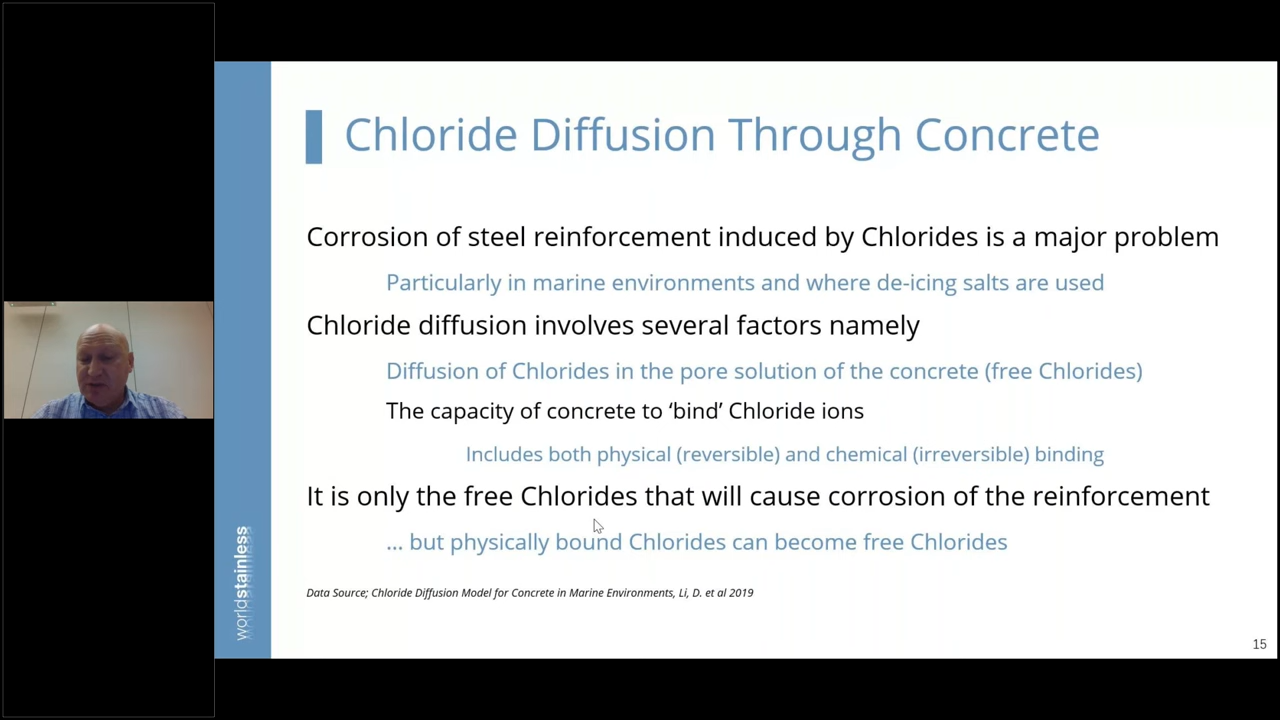 Chloride Diffusion Through Concrete
Corrosion of steel reinforcement induced by Chlorides is a major problem
Particularly in marine environments and where de-icing salts are used
Chloride diffusion involves several factors namely
Diffusion of Chlorides in the pore solution of the concrete (free Chlorides)
The capacity of concrete to ‘bind’ Chloride ions
Includes both physical (reversible) and chemical (irreversible) binding
It is only the free Chlorides that will cause corrosion of the reinforcement
... but physically bound Chlorides can become free Chlorides
Data Source; Chloride Diffusion Model for Concrete in Marine Environments, Li, D. et al 2019
worldstainless
15